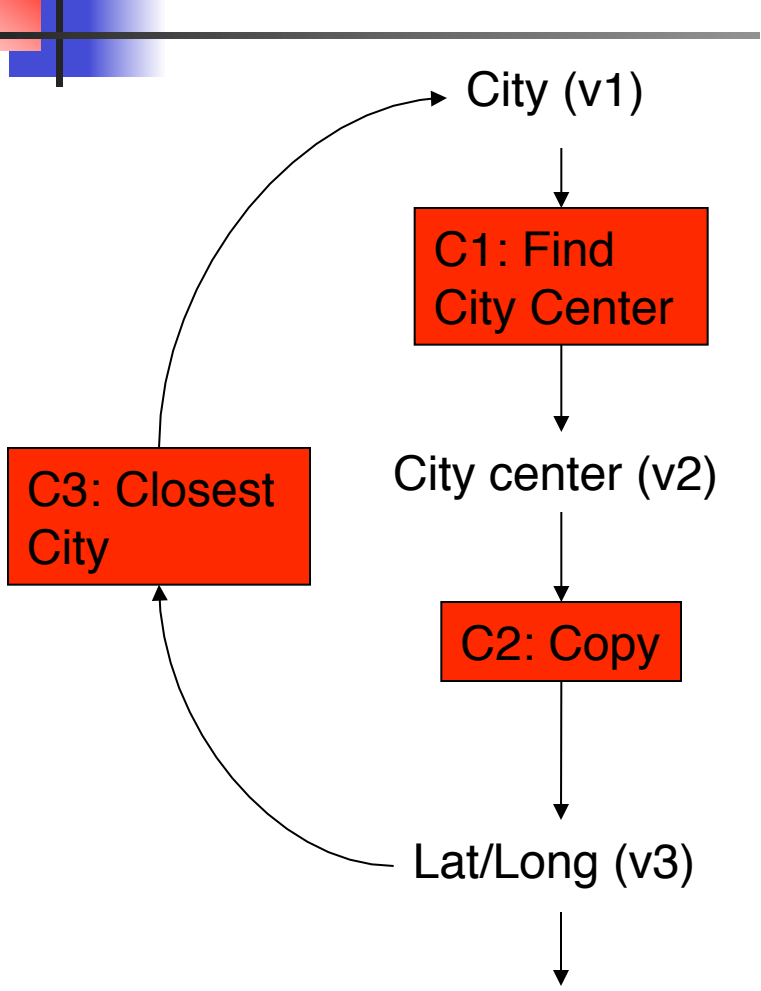 City (v1)
C1: Find
City Center
City center (v2)
C3: Closest
City
C2: Copy
Lat/Long (v3)